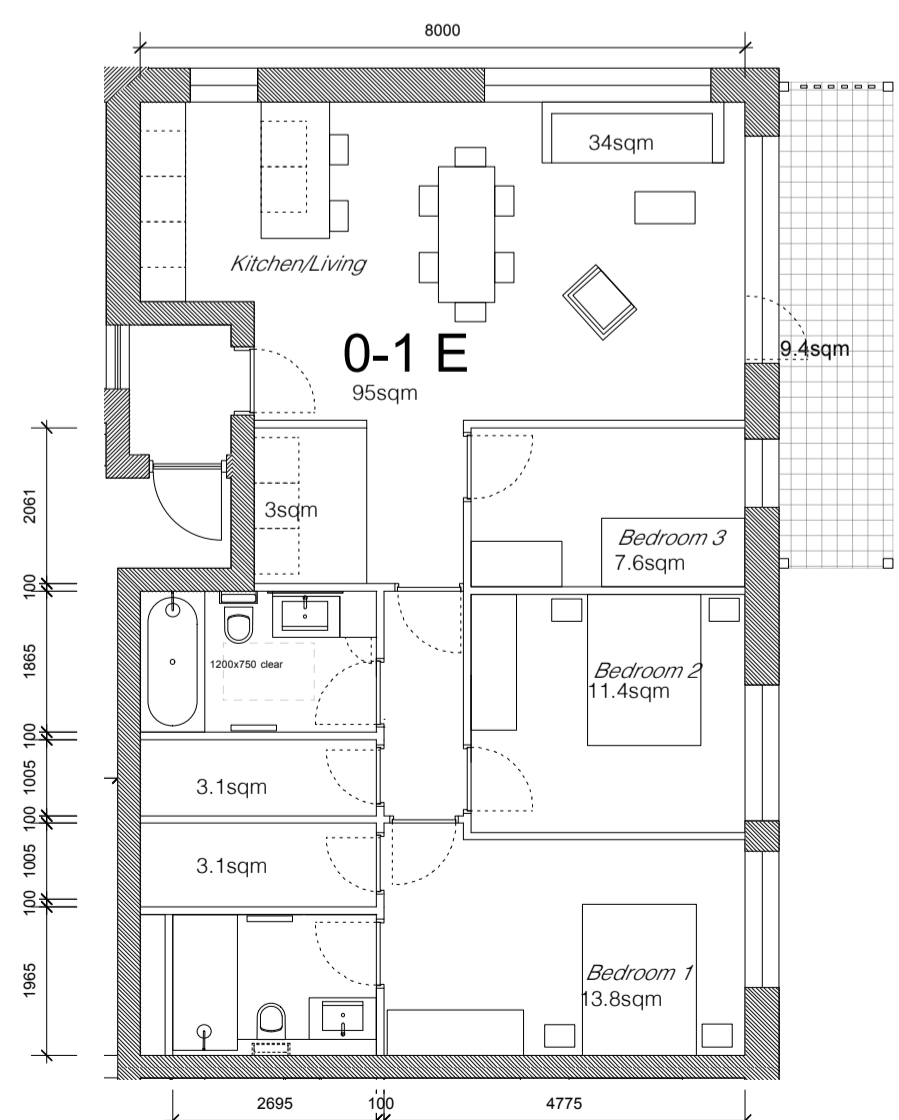 8000
34sqm
Kitchen/Living
0-1 E
95sqm
9.4sqm
2061
3sqm
Bedroom 3
7.6sqm
100
1865
1200x750 clear
Bedroom 2
11.4sqm
100
1005
3.1sqm
100
1005
3.1sqm
100
1965
Bedroom 1
13.8sqm
2695
100
4775